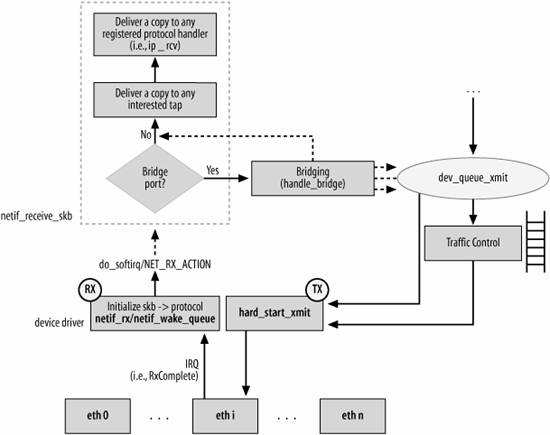 Deliver a copy to any
registered protocol handler
(i.e., ip _ rcv)
Deliver a copy to any
interested tap
. . .
No
Bridge
port?
Yes
Bridging
(handle_bridge)
dev_queue_xmit
netif_receive_skb
Traffic Control
do_softirq/NET_RX_ACTION
RX
TX
Initialize skb -> protocol
netif_rx/netif_wake_queue
hard_start_xmit
device driver
IRQ
(i.e., RxComplete)
eth 0
. . .
eth i
. . .
eth n